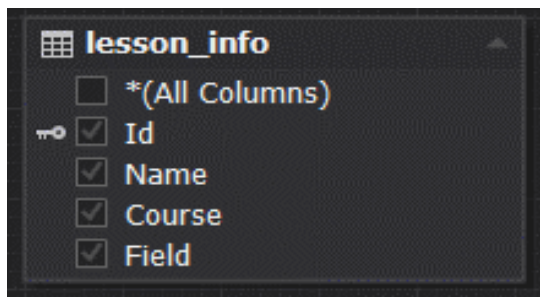 lesson_info
*(All Columns)
Id
Name
Course
Field